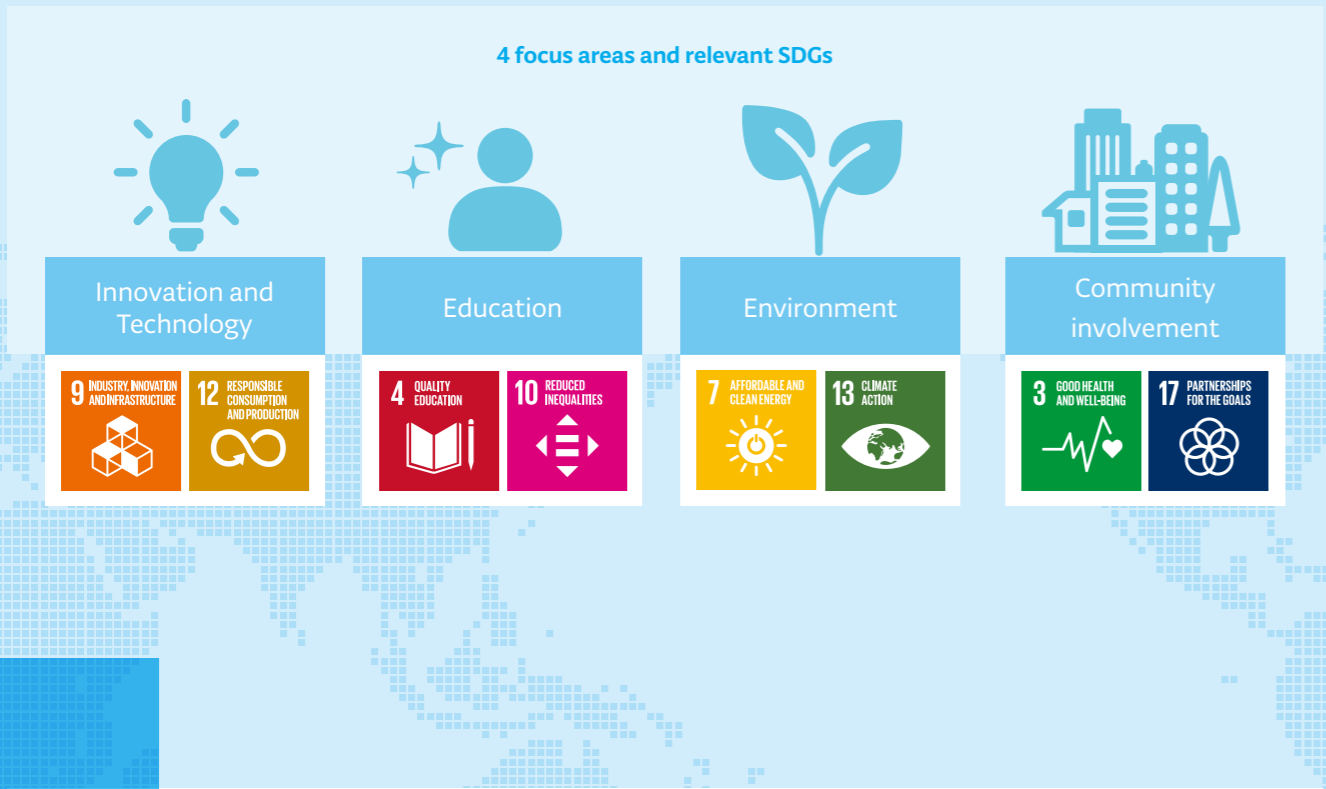 4 focus areas and relevant SDGs
Innovation and
Technology
Education
Environment
Community
involvement
9 INDUSTRY, INNOVATION
AND INFRASTRUCTURE
12 RESPONSIBLE
CONSUMPTION
AND PRODUCTION
4 QUALITY
EDUCATION
10 REDUCED
INEQUALITIES
7 AFFORDABLE AND
CLEAN ENERGY
13 CLIMATE
ACTION
3 GOOD HEALTH
AND WELL-BEING
17 PARTNERSHIPS
FOR THE GOALS